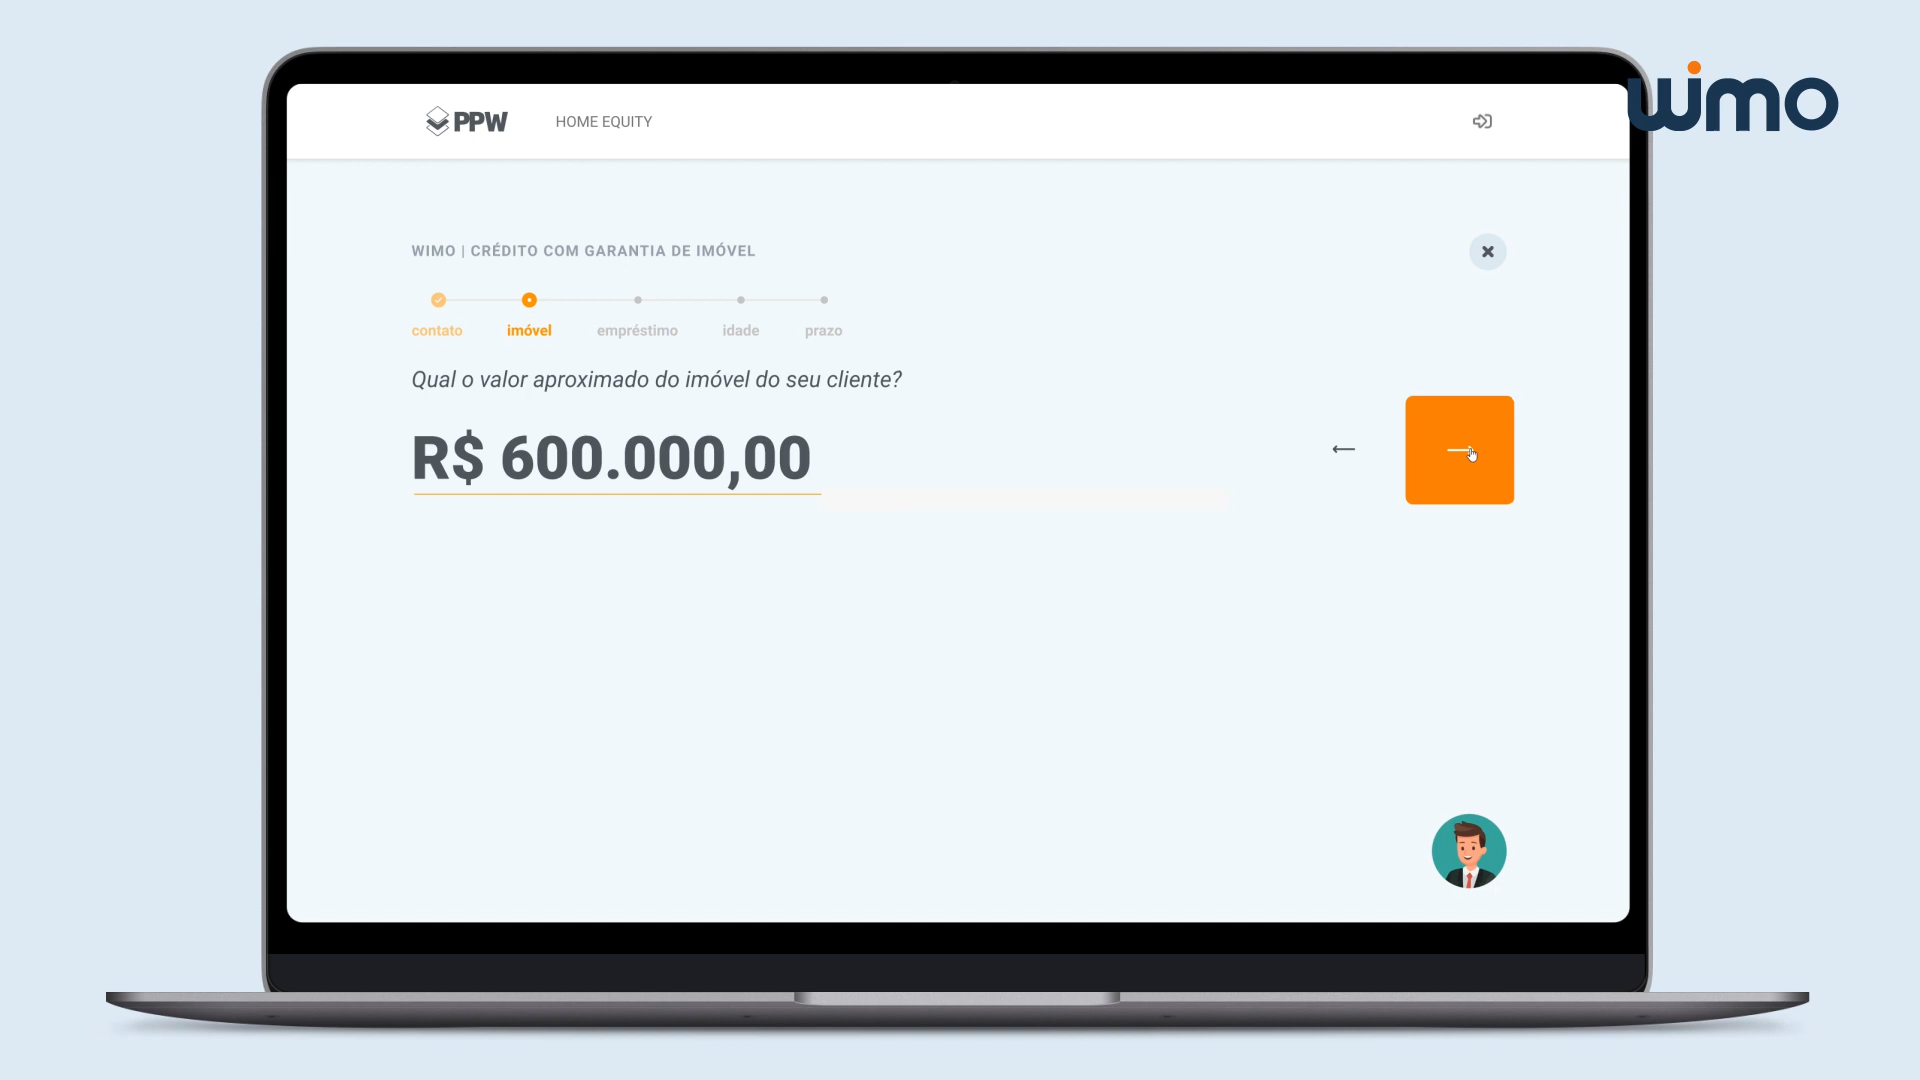 wimo
PPW
HOME EQUITY
WIMO | CRÉDITO COM GARANTIA DE IMÓVEL
contato
imóvel
empréstimo
idade
prazo
Qual o valor aproximado do imóvel do seu cliente?
R$ 600.000,00